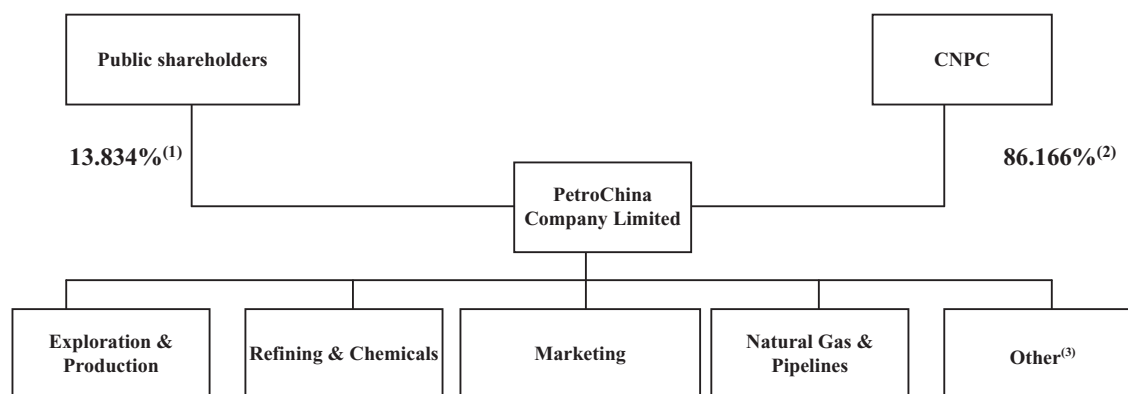 Public shareholders
CNPC
13.834%(1)
86.166%(2)
PetroChina
Company Limited
Exploration &
Production
Refining & Chemicals
Marketing
Natural Gas &
Pipelines
Other(3)